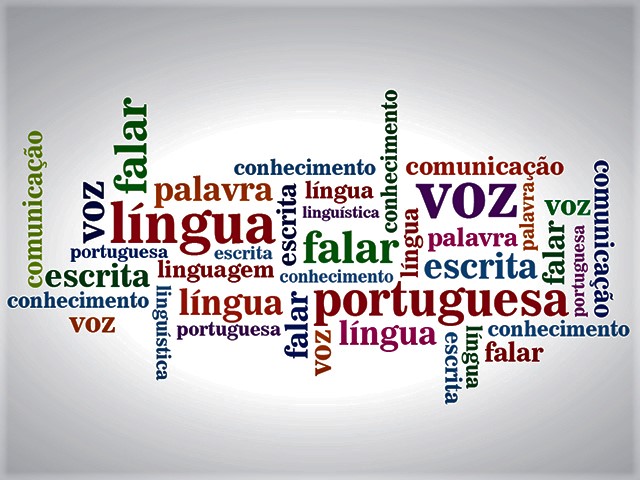 comunicação
falar
conhecimento
conhecimento
comunicação
comunicação
voz
palavra
língua
escrita
língua
linguística
voz
palavra
voz
língua
falar
palavra
falar
portuguesa
portuguesa
escrita
língua
escrita
escrita
linguagem
conhecimento
conhecimento
língua
portuguesa
voz
linguística
portuguesa
falar
voz
língua
escrita
língua
conhecimento
falar